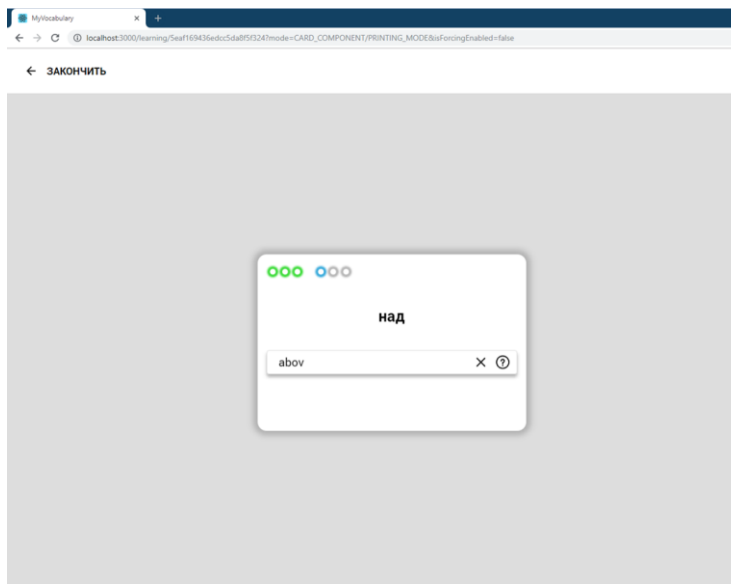 MyVocabulary
localhost:3000/learning/5eaf169436edcc5da8f5f324?mode=CARD_COMPONENT/PRINTING_MODE&isForcingEnabled=false
ЗАКОНЧИТЬ
над
abov